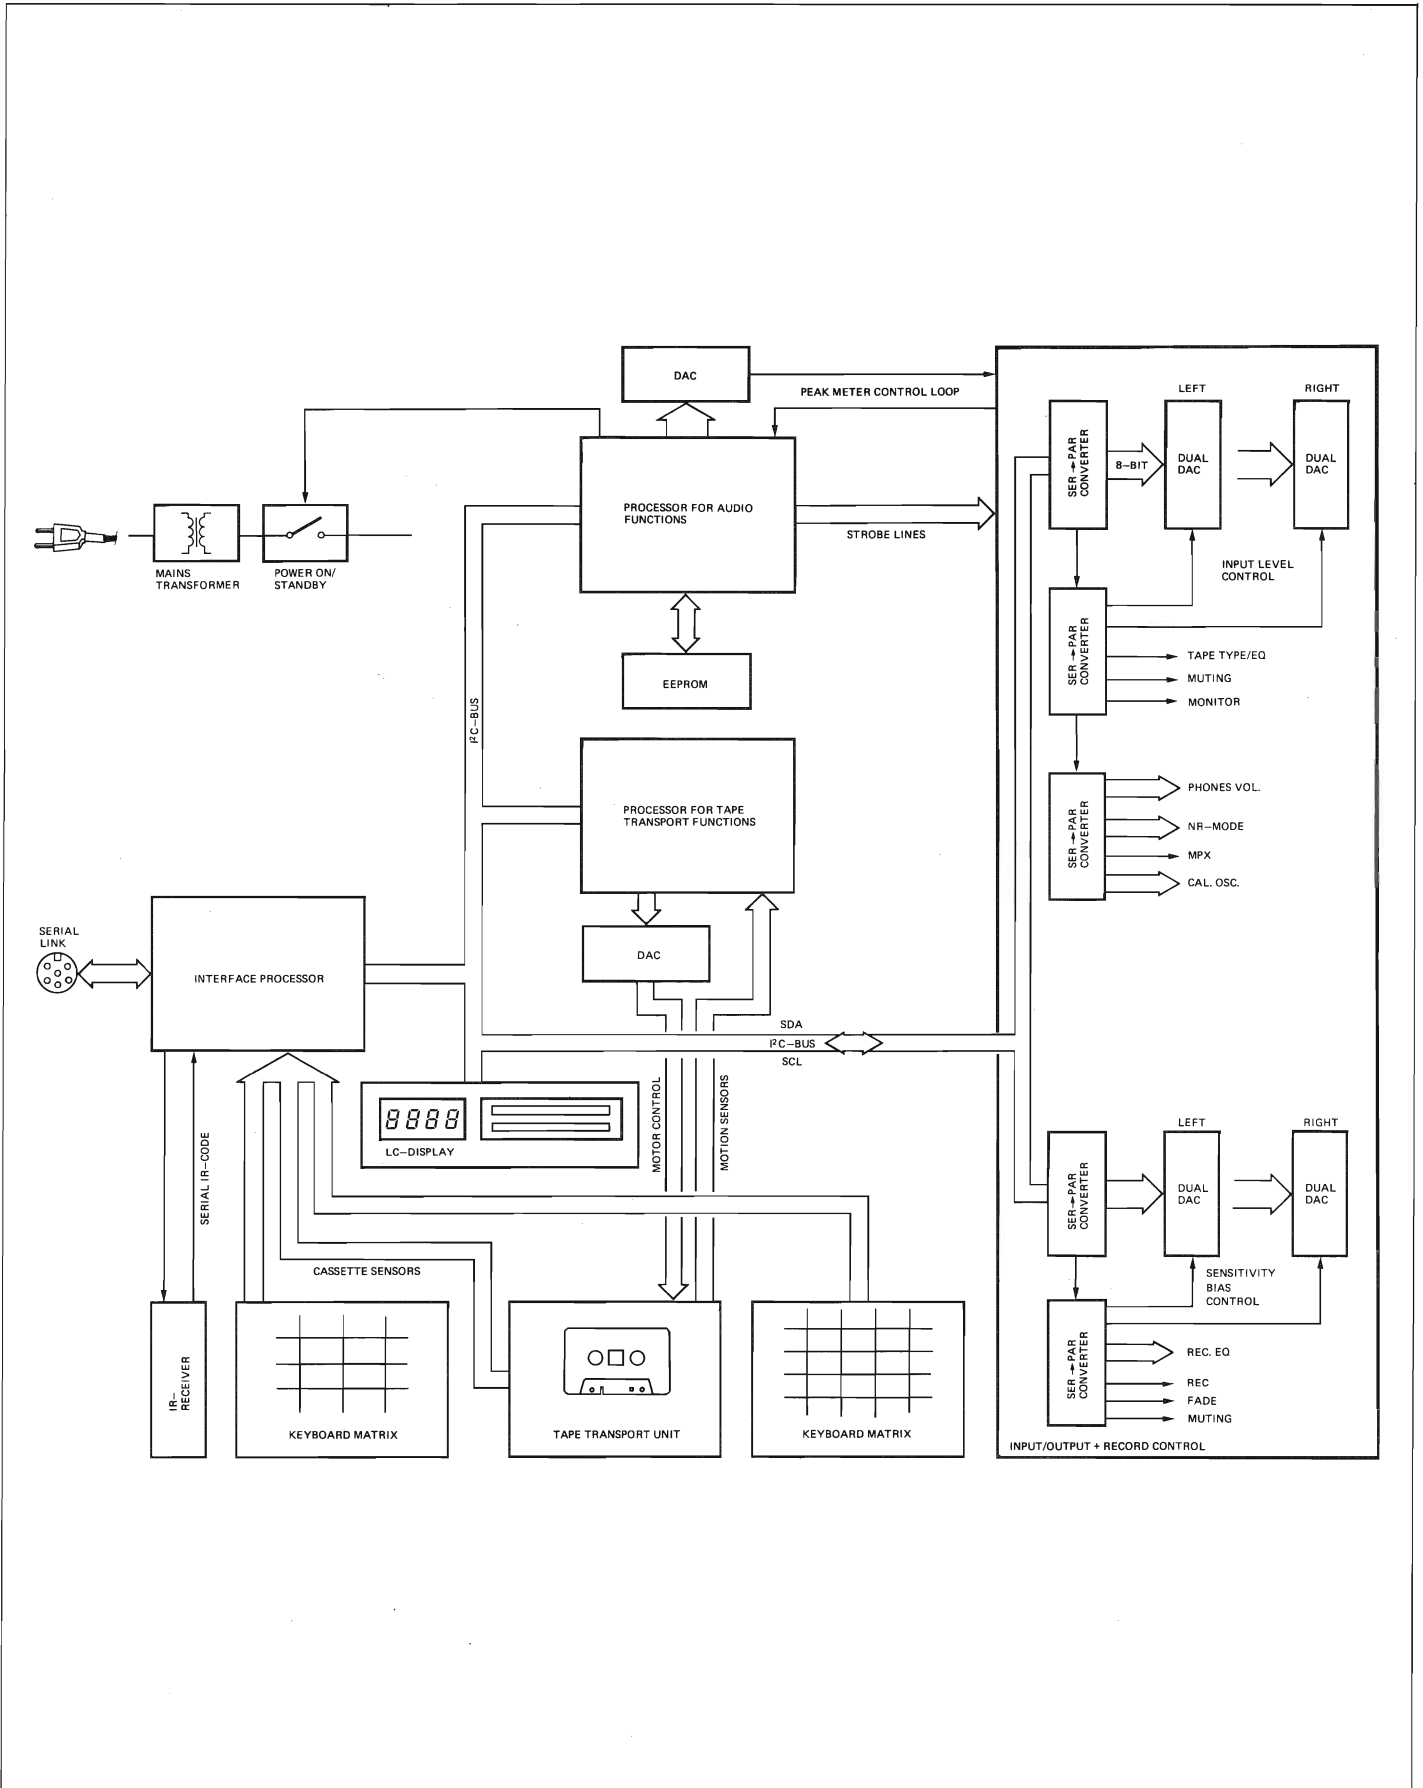 DAC
PEAK METER CONTROL LOOP
LEFT
RIGHT
SER→PAR
CONVERTER
8–BIT
DUAL
DAC
DUAL
DAC
PROCESSOR FOR AUDIO
FUNCTIONS
STROBE LINES
MAINS
TRANSFORMER
POWER ON/
STANDBY
INPUT LEVEL
CONTROL
SER→PAR
CONVERTER
TAPE TYPE/EQ
MUTING
MONITOR
EEPROM
I²C–BUS
PROCESSOR FOR TAPE
TRANSPORT FUNCTIONS
SER→PAR
CONVERTER
PHONES VOL.
NR–MODE
MPX
CAL. OSC.
SERIAL
LINK
INTERFACE PROCESSOR
DAC
SDA
I²C–BUS
SCL
MOTOR CONTROL
MOTION SENSORS
8888
LC–DISPLAY
SERIAL IR–CODE
LEFT
RIGHT
SER→PAR
CONVERTER
DUAL
DAC
DUAL
DAC
CASSETTE SENSORS
SENSITIVITY
BIAS
CONTROL
SER→PAR
CONVERTER
REC. EQ
REC
FADE
MUTING
IR–
RECEIVER
KEYBOARD MATRIX
TAPE TRANSPORT UNIT
KEYBOARD MATRIX
INPUT/OUTPUT + RECORD CONTROL